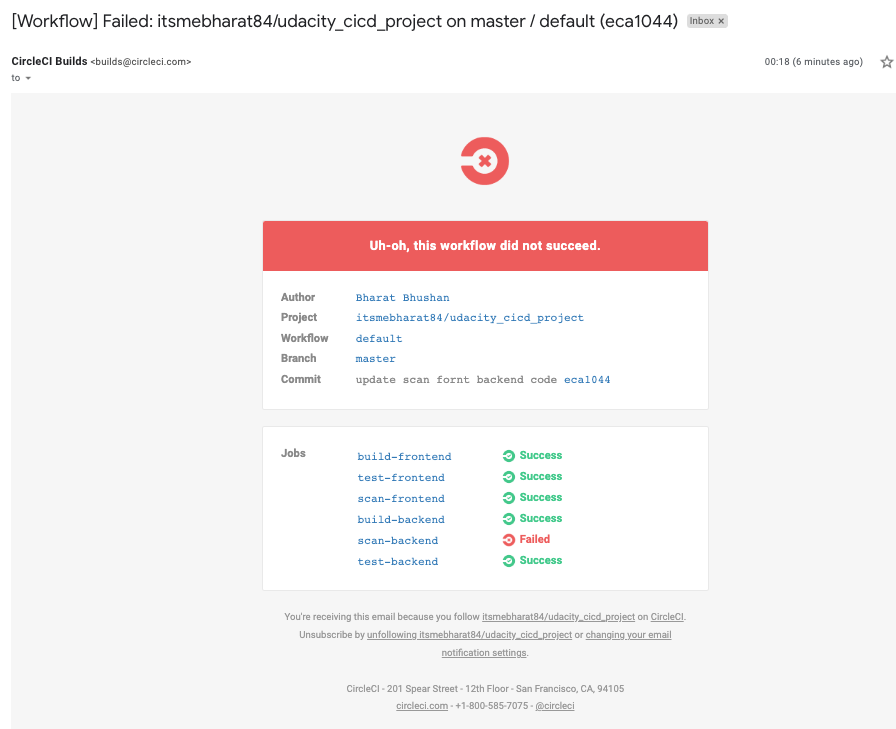 [Workflow] Failed: itsmebharat84/udacity_cicd_project on master / default (eca1044) Inbox ×
CircleCI Builds <builds@circleci.com> 00:18 (6 minutes ago)
to
Uh-oh, this workflow did not succeed.
Author Bharat Bhushan
Project itsmebharat84/udacity_cicd_project
Workflow default
Branch master
Commit update scan fornt backend code eca1044
Jobs
build-frontend Success
test-frontend Success
scan-frontend Success
build-backend Success
scan-backend Failed
test-backend Success
You're receiving this email because you follow itsmebharat84/udacity_cicd_project on CircleCI.
Unsubscribe by unfollowing itsmebharat84/udacity_cicd_project or changing your email
notification settings.
CircleCI - 201 Spear Street - 12th Floor - San Francisco, CA, 94105
circleci.com - +1-800-585-7075 - @circleci